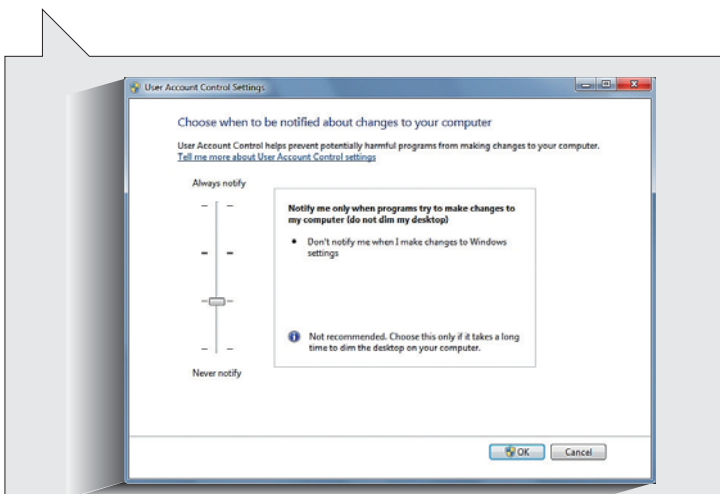 User Account Control Settings
Choose when to be notified about changes to your computer
User Account Control helps prevent potentially harmful programs from making changes to your computer.
Tell me more about User Account Control settings
Always notify
Notify me only when programs try to make changes to
my computer (do not dim my desktop)
• Don't notify me when I make changes to Windows
settings
Not recommended. Choose this only if it takes a long
time to dim the desktop on your computer.
Never notify
OK Cancel